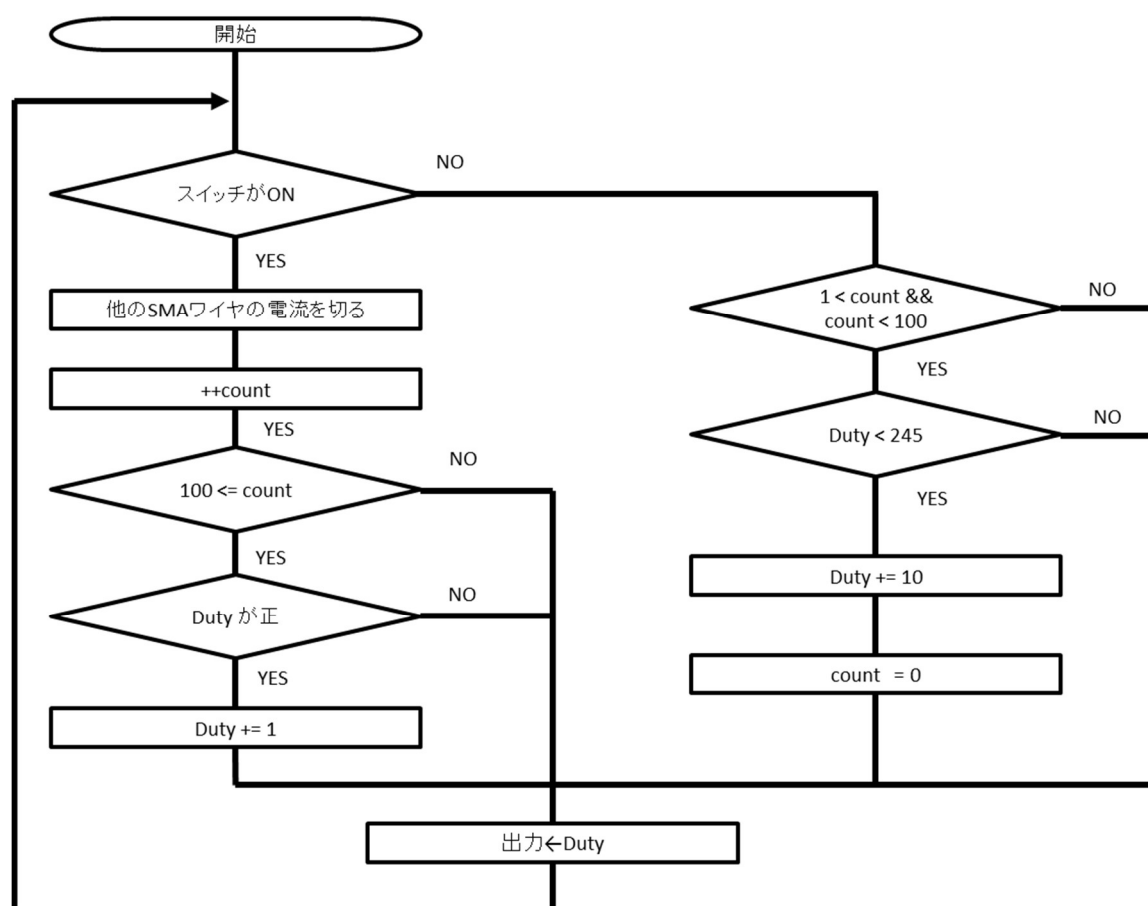 開始
スイッチがON
NO
YES
他のSMAワイヤの電流を切る
++count
YES
100 <= count
NO
YES
Duty が正
NO
YES
Duty += 1
1 < count &&
count < 100
NO
YES
Duty < 245
NO
YES
Duty += 10
count = 0
出力←Duty